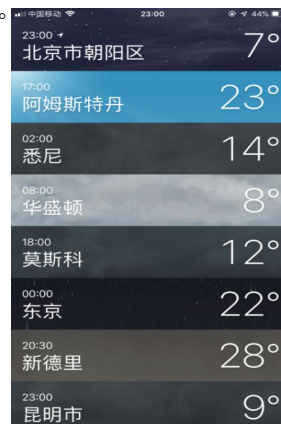 中国移动 23:00 44%
23:00
北京市朝阳区 7°
17:00
阿姆斯特丹 23°
02:00
悉尼 14°
08:00
华盛顿 8°
18:00
莫斯科 12°
00:00
东京 22°
20:30
新德里 28°
23:00
昆明市 9°